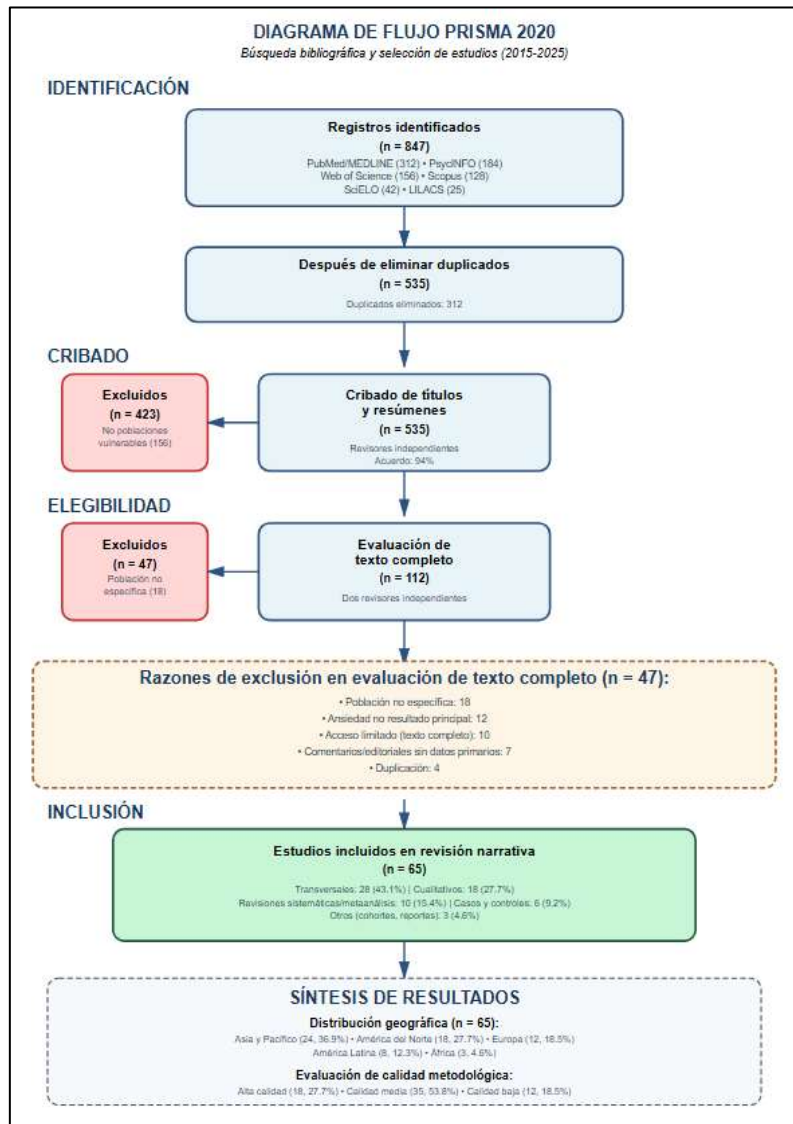 DIAGRAMA DE FLUJO PRISMA 2020
Búsqueda bibliográfica y selección de estudios (2015-2025)
IDENTIFICACIÓN
Registros identificados
(n = 847)
PubMed/MEDLINE (312) • PsycINFO (184)
Web of Science (156) • Scopus (128)
SciELO (42) • LILACS (25)
Después de eliminar duplicados
(n = 535)
Duplicados eliminados: 312
CRIBADO
Excluidos
(n = 423)
No poblaciones
vulnerables (156)
Cribado de títulos
y resúmenes
(n = 535)
Revisores independientes
Acuerdo: 94%
ELEGIBILIDAD
Excluidos
(n = 47)
Población no
específica (18)
Evaluación de
texto completo
(n = 112)
Dos revisores independientes
Razones de exclusión en evaluación de texto completo (n = 47):
• Población no específica: 18
• Ansiedad no resultado principal: 12
• Acceso limitado (texto completo): 10
• Comentarios/editoriales sin datos primarios: 7
• Duplicación: 4
INCLUSIÓN
Estudios incluidos en revisión narrativa
(n = 65)
Transversales: 28 (43.1%) | Cualitativos: 18 (27.7%)
Revisiones sistemáticas/metaanálisis: 10 (15.4%) | Casos y controles: 6 (9.2%)
Otros (cohortes, reportes): 3 (4.6%)
SÍNTESIS DE RESULTADOS
Distribución geográfica (n = 65):
Asia y Pacífico (24, 36.9%) • América del Norte (18, 27.7%) • Europa (12, 18.5%)
América Latina (8, 12.3%) • África (3, 4.6%)
Evaluación de calidad metodológica:
Alta calidad (18, 27.7%) • Calidad media (35, 53.8%) • Calidad baja (12, 18.5%)